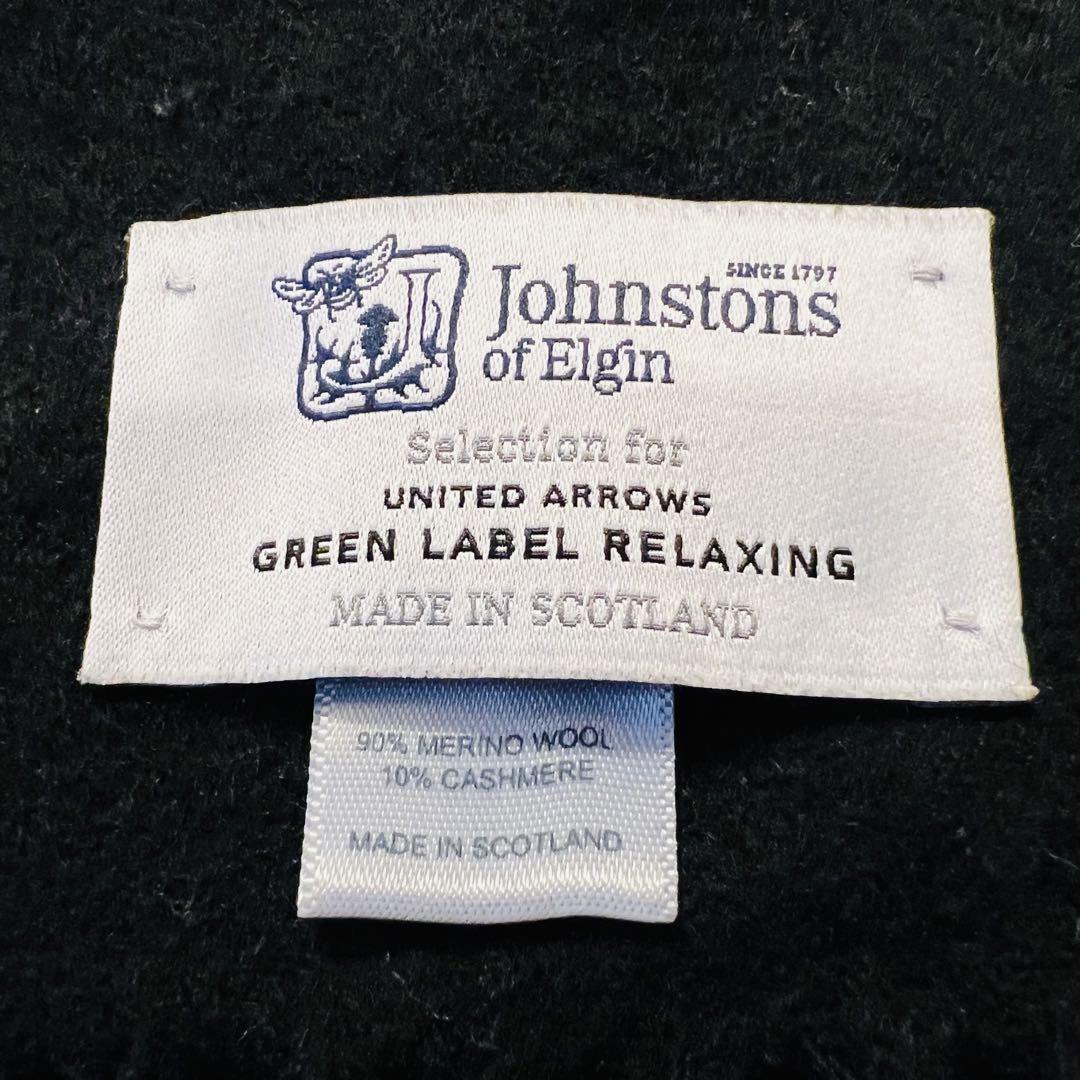 SINCE 1797
Johnstons
of Elgin
Selection for
UNITED ARROWS
GREEN LABEL RELAXING
MADE IN SCOTLAND
90% MERINO WOOL
10% CASHMERE
MADE IN SCOTLAND